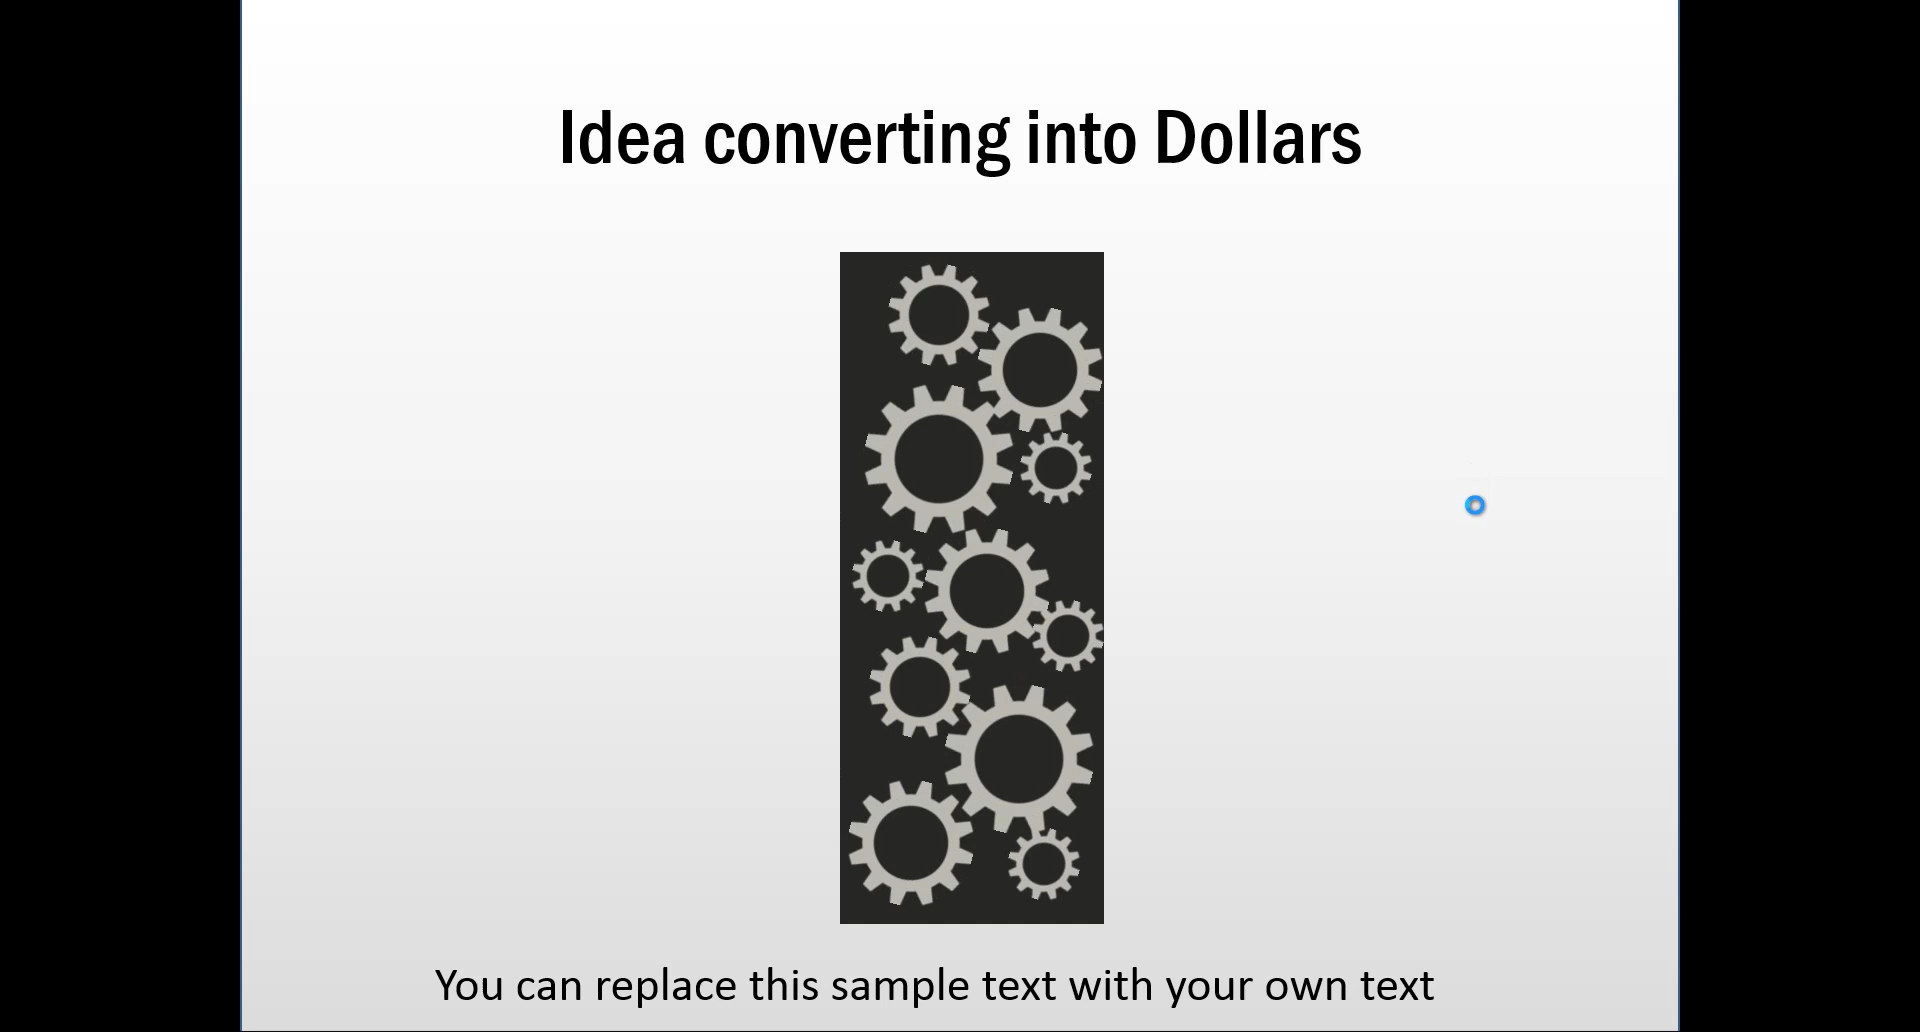 Idea converting into Dollars
You can replace this sample text with your own text